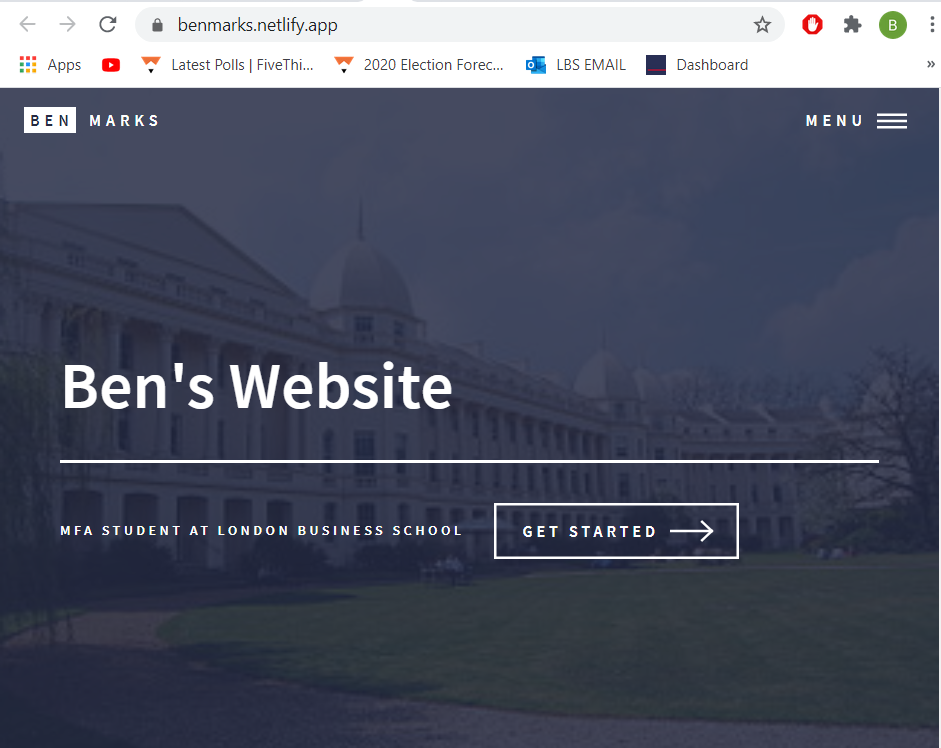 benmarks.netlify.app
B
Apps
Latest Polls | FiveThi...
2020 Election Forec...
LBS EMAIL
Dashboard
»
BEN MARKS
MENU
Ben's Website
MFA STUDENT AT LONDON BUSINESS SCHOOL
GET STARTED